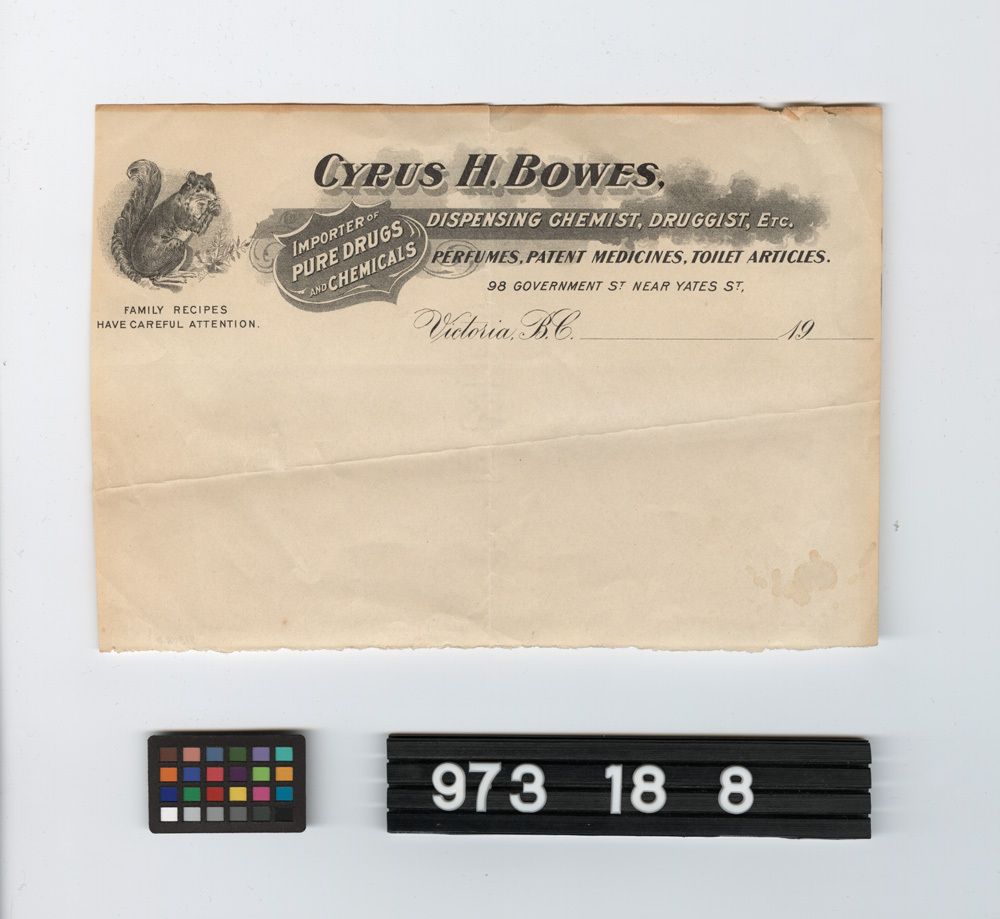 CYRUS H. BOWES,
IMPORTER OF
PURE DRUGS
AND CHEMICALS
DISPENSING CHEMIST, DRUGGIST, ETC.
PERFUMES, PATENT MEDICINES, TOILET ARTICLES.
98 GOVERNMENT ST NEAR YATES ST,
FAMILY RECIPES
HAVE CAREFUL ATTENTION.
Victoria, B.C. 19
973 18 8